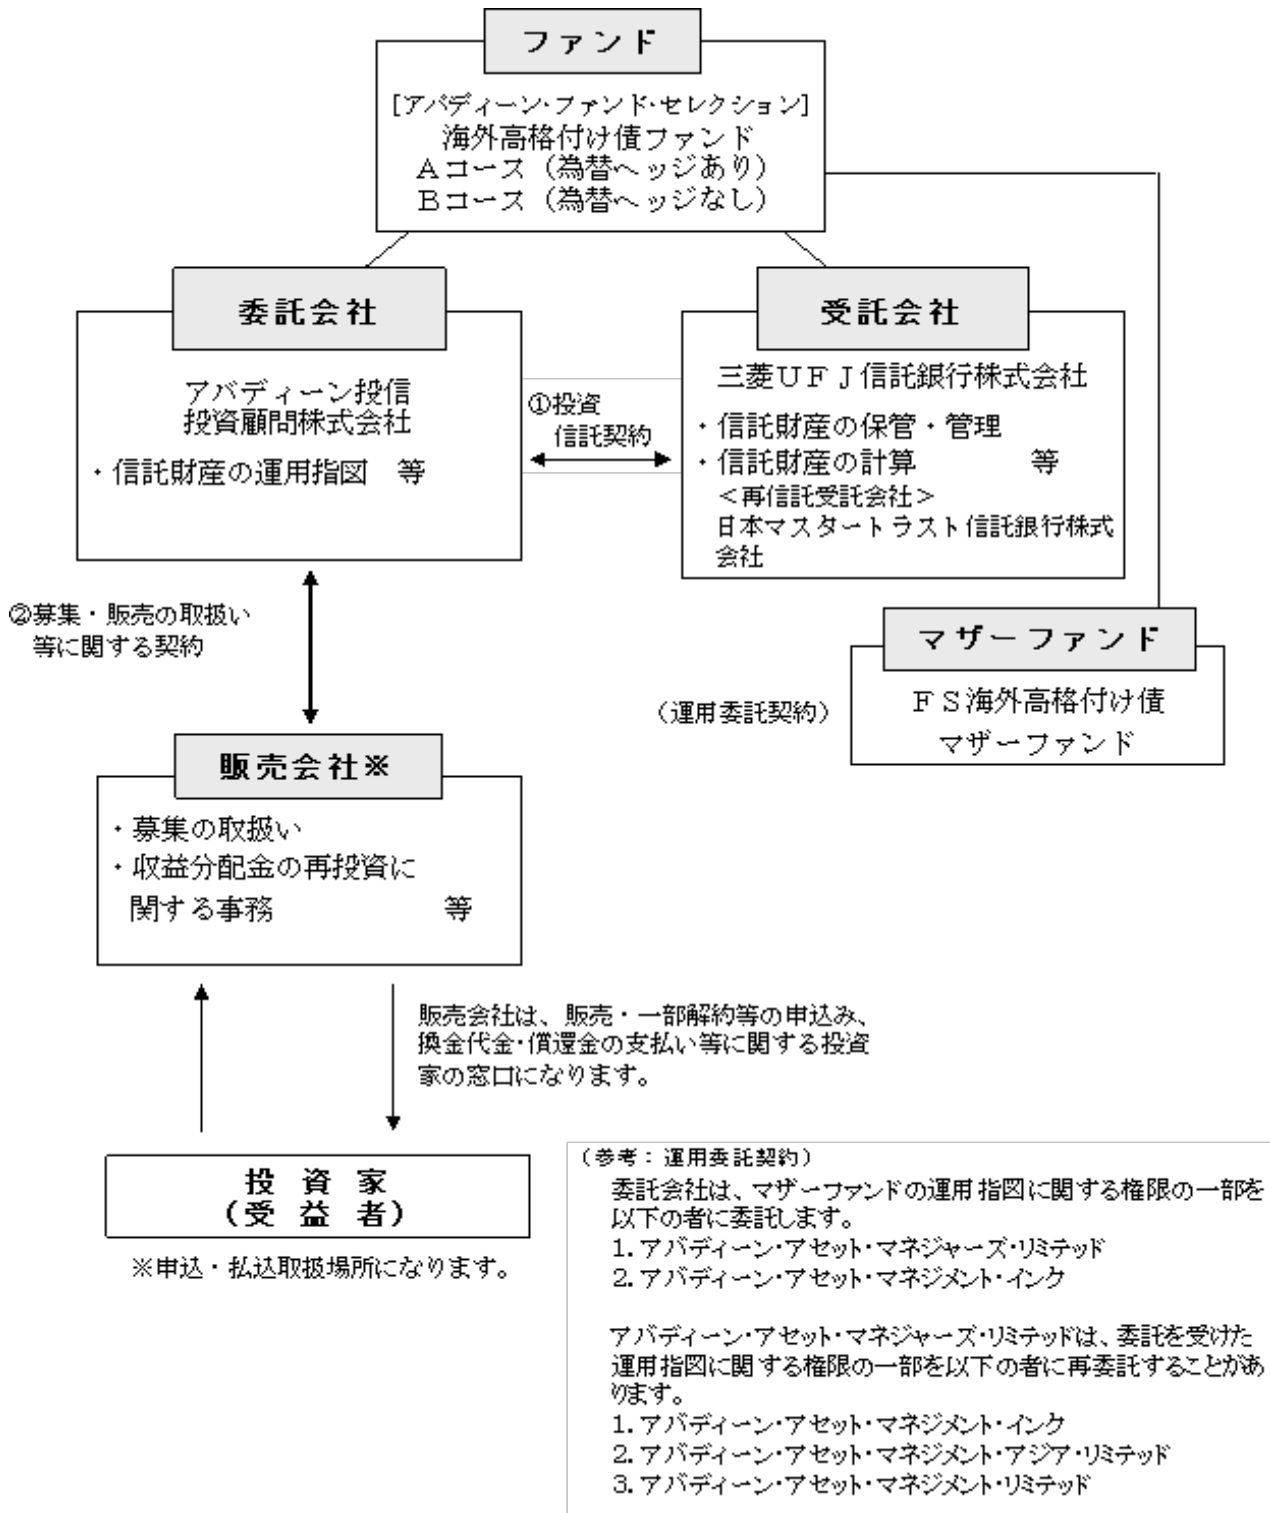 ファンド
[アバディーン・ファンド・セレクション]
海外高格付け債ファンド
Aコース（為替ヘッジあり）
Bコース（為替ヘッジなし）
委託会社
アバディーン投信
投資顧問株式会社
・信託財産の運用指図　等
①投資
信託契約
受託会社
三菱UFJ信託銀行株式会社
・信託財産の保管・管理
・信託財産の計算　　　等
＜再信託受託会社＞
日本マスタートラスト信託銀行株式
会社
②募集・販売の取扱い
等に関する契約
マザーファンド
（運用委託契約）
FS海外高格付け債
マザーファンド
販売会社※
・募集の取扱い
・収益分配金の再投資に
関する事務　　　　等
販売会社は、販売・一部解約等の申込み、
換金代金・償還金の支払い等に関する投資
家の窓口になります。
投　資　家
（受　益　者）
※申込・払込取扱場所になります。
（参考：運用委託契約）
委託会社は、マザーファンドの運用指図に関する権限の一部を
以下の者に委託します。
1. アバディーン・アセット・マネジャーズ・リミテッド
2. アバディーン・アセット・マネジメント・インク
アバディーン・アセット・マネジャーズ・リミテッドは、委託を受けた
運用指図に関する権限の一部を以下の者に再委託することがあ
ります。
1. アバディーン・アセット・マネジメント・インク
2. アバディーン・アセット・マネジメント・アジア・リミテッド
3. アバディーン・アセット・マネジメント・リミテッド